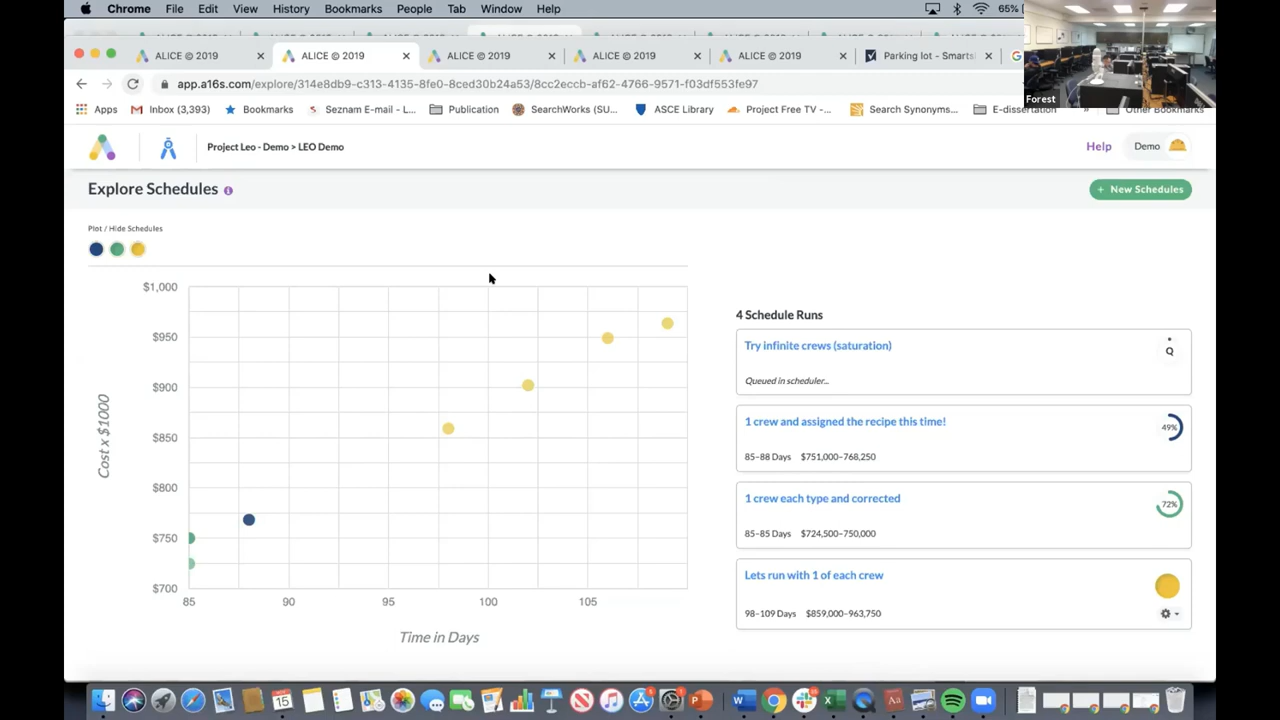 Chrome File Edit View History Bookmarks People Tab Window Help 65%
ALICE © 2019 ALICE © 2019 ALICE © 2019 ALICE © 2019 ALICE © 2019 Parking lot - Smartsh
app.a16s.com/explore/314e8db9-c313-4135-8fe0-8ced30b24a53/8cc2eccb-af62-4766-9571-f03df553fe97
Forest
Apps Inbox (3,393) Bookmarks Seznam E-mail - L... Publication SearchWorks (SU... ASCE Library Project Free TV -... Search Synonyms... E-dissertation » Other Bookmarks
Project Leo - Demo > LEO Demo
Help
Demo
Explore Schedules
+ New Schedules
Plot / Hide Schedules
$1,000
$950
$900
$850
$800
$750
$700
Cost x $1000
85 90 95 100 105
Time in Days
4 Schedule Runs
Try infinite crews (saturation)
Q
Queued in scheduler...
1 crew and assigned the recipe this time!
49%
85–88 Days $751,000–768,250
1 crew each type and corrected
72%
85–85 Days $724,500–750,000
Lets run with 1 of each crew
98–109 Days $859,000–963,750
15